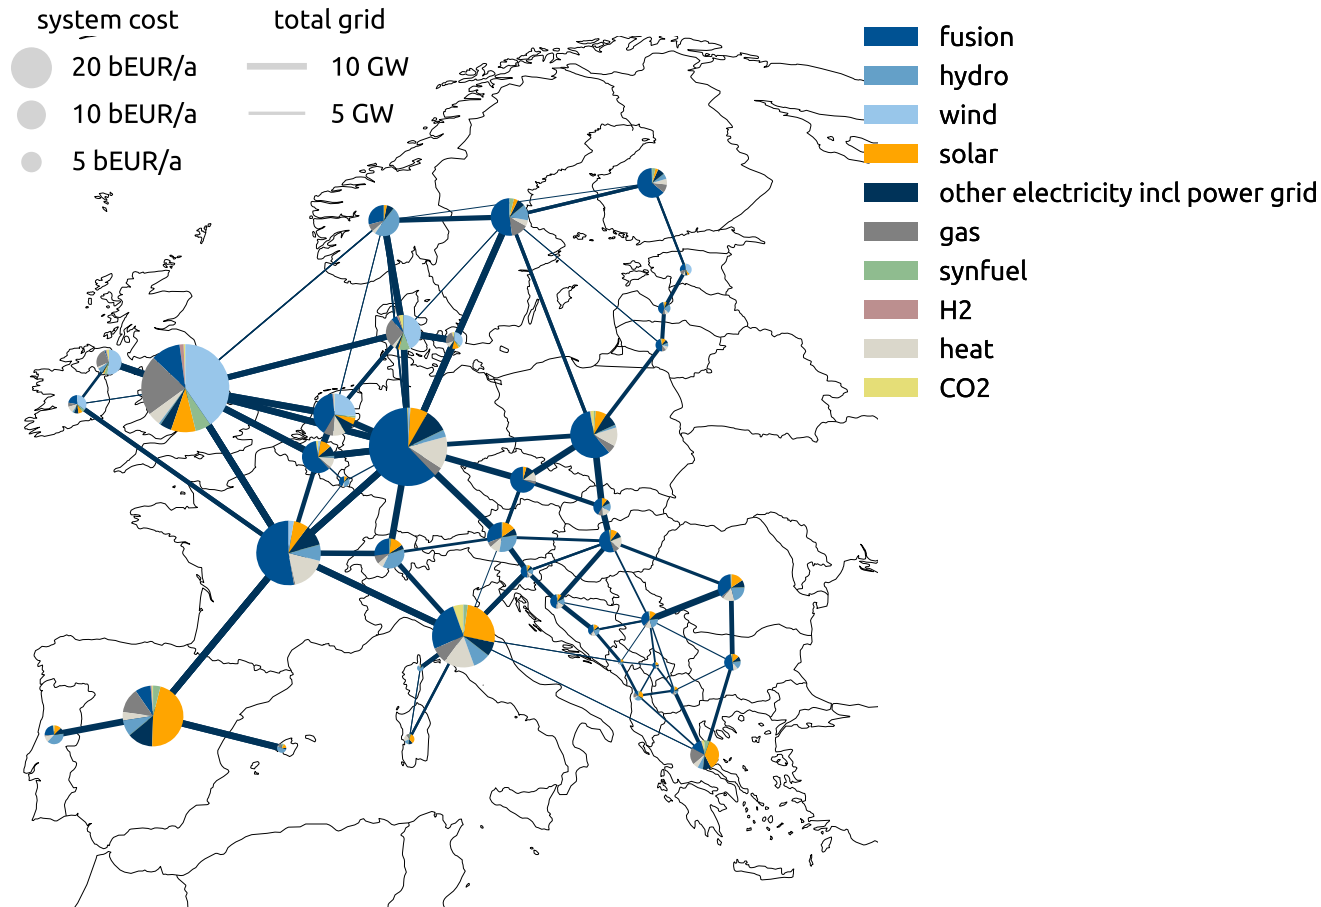 system cost
20 bEUR/a
10 bEUR/a
5 bEUR/a
total grid
10 GW
5 GW
fusion
hydro
wind
solar
other electricity incl power grid
gas
synfuel
H2
heat
CO2